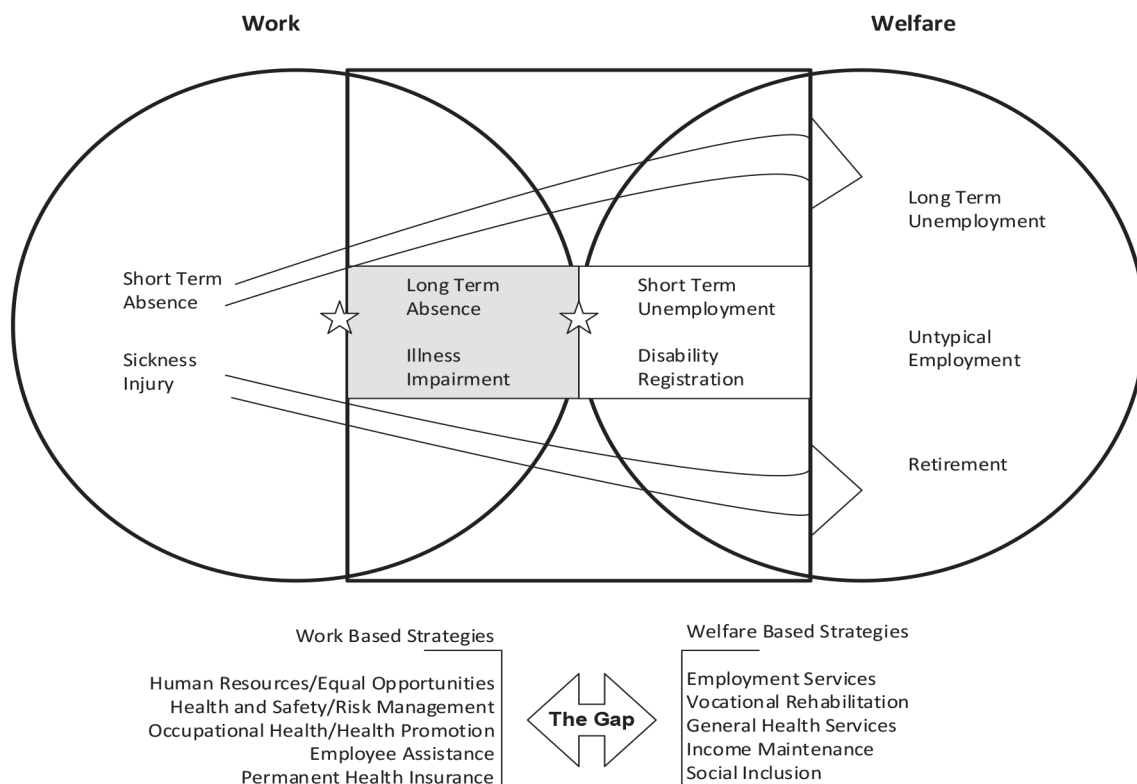 Work
Welfare
Short Term
Absence
Sickness
Injury
Long Term
Absence
Illness
Impairment
Short Term
Unemployment
Disability
Registration
Long Term
Unemployment
Untypical
Employment
Retirement
Work Based Strategies
Human Resources/Equal Opportunities
Health and Safety/Risk Management
Occupational Health/Health Promotion
Employee Assistance
Permanent Health Insurance
The Gap
Welfare Based Strategies
Employment Services
Vocational Rehabilitation
General Health Services
Income Maintenance
Social Inclusion